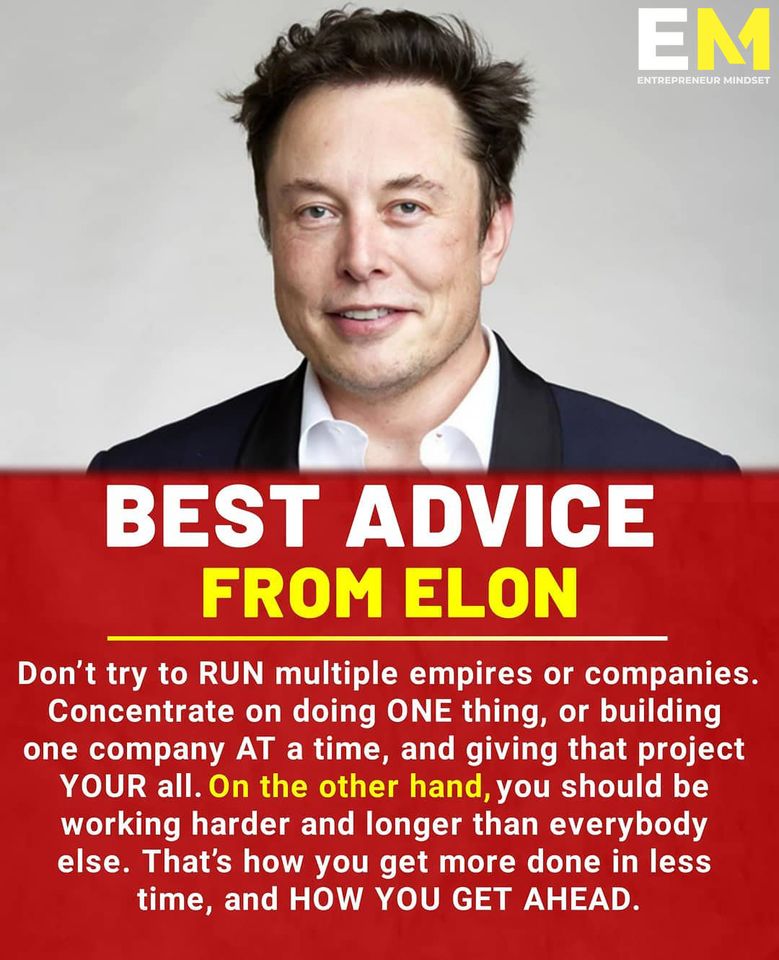 EM
ENTREPRENEUR MINDSET
BEST ADVICE
FROM ELON
Don’t try to RUN multiple empires or companies.
Concentrate on doing ONE thing, or building
one company AT a time, and giving that project
YOUR all. On the other hand, you should be
working harder and longer than everybody
else. That’s how you get more done in less
time, and HOW YOU GET AHEAD.